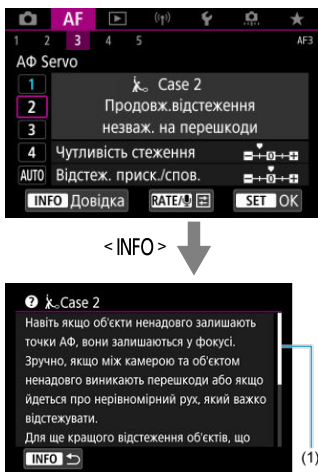 AF
1 2 3 4 5 AF3
АФ Servo
1 Case 2
2 Продовж.відстеження
3 незваж. на перешкоди
4 Чутливість стеження
AUTO Відстеж. приск./спов.
INFO Довідка RATE/ SET OK
< INFO >
Case 2
Навіть якщо об'єкти ненадовго залишають
точки АФ, вони залишаються у фокусі.
Зручно, якщо між камерою та об'єктом
ненадовго виникають перешкоди або якщо
йдеться про нерівномірний рух, який важко
відстежувати.
Для ще кращого відстеження об'єктів, що
INFO
(1)